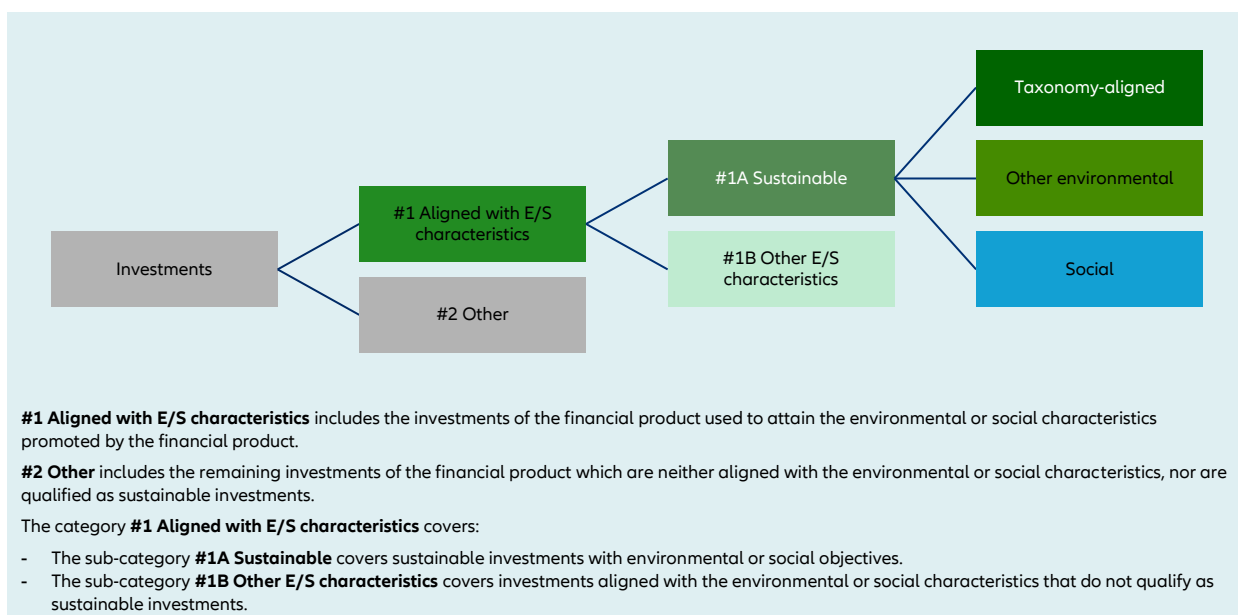 Taxonomy-aligned
#1A Sustainable
Other environmental
#1 Aligned with E/S
characteristics
#1B Other E/S
characteristics
Investments
Social
#2 Other
#1 Aligned with E/S characteristics includes the investments of the financial product used to attain the environmental or social characteristics
promoted by the financial product.
#2 Other includes the remaining investments of the financial product which are neither aligned with the environmental or social characteristics, nor are
qualified as sustainable investments.
The category #1 Aligned with E/S characteristics covers:
- The sub-category #1A Sustainable covers sustainable investments with environmental or social objectives.
- The sub-category #1B Other E/S characteristics covers investments aligned with the environmental or social characteristics that do not qualify as
sustainable investments.